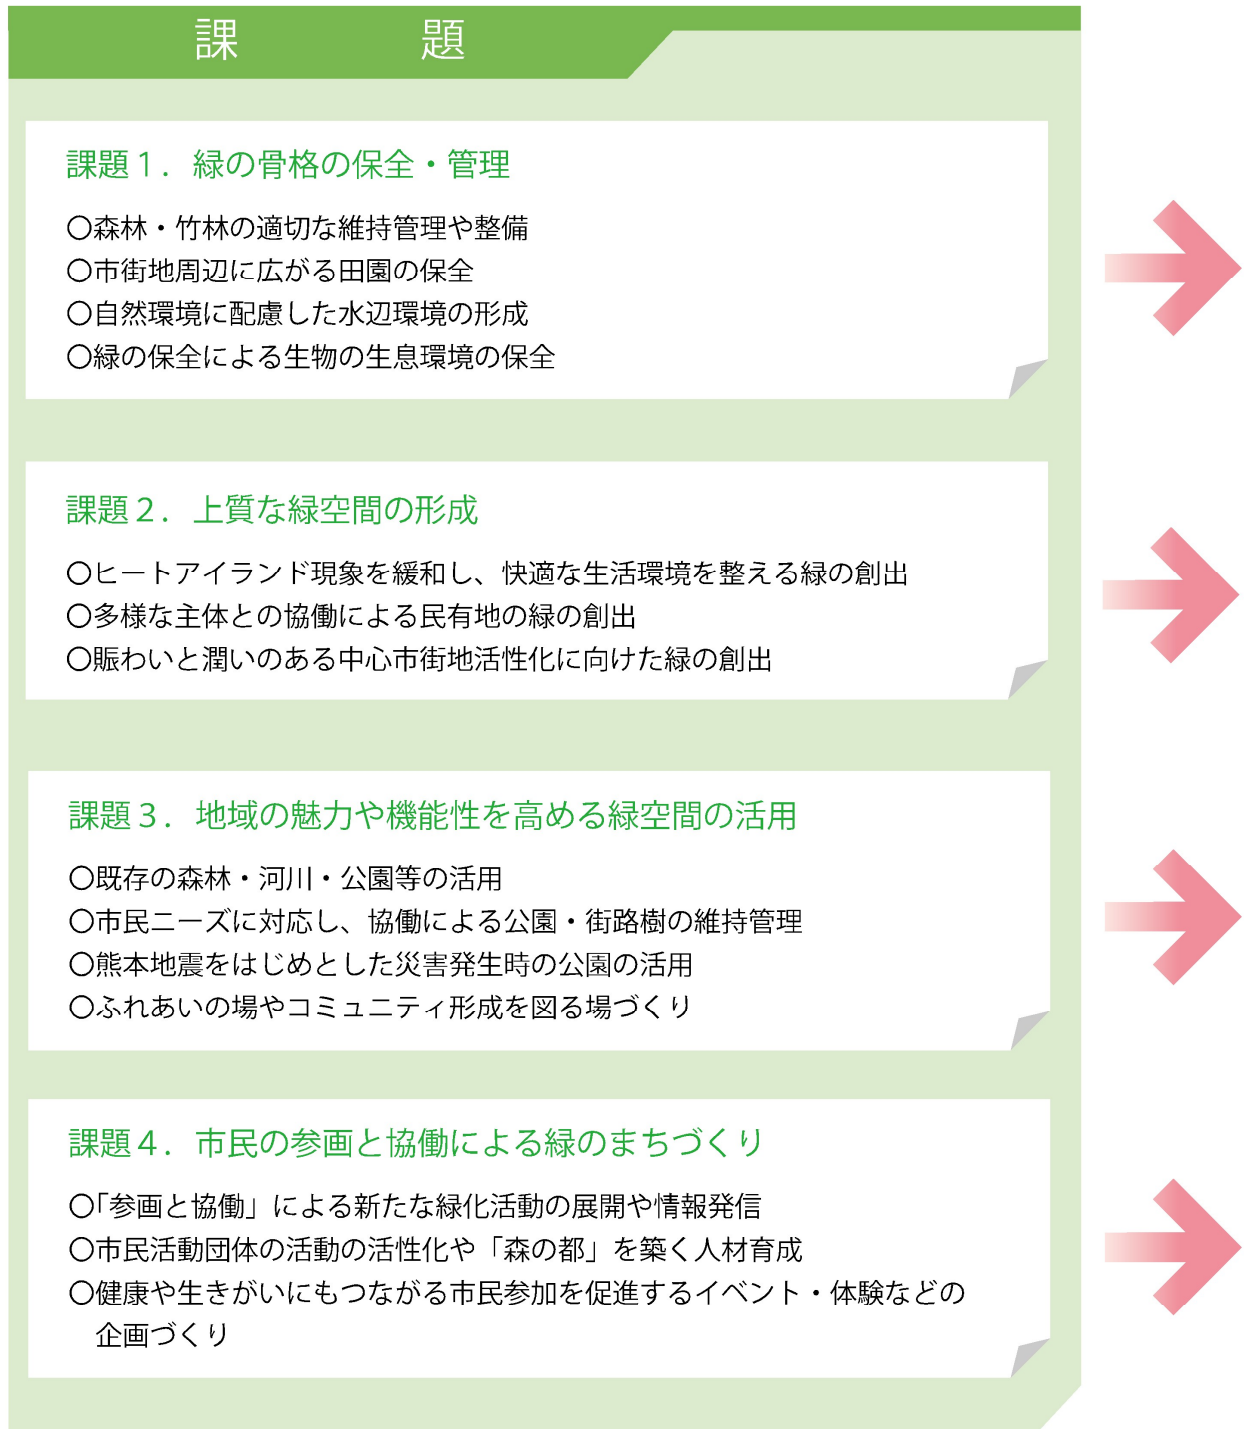 課題
課題１．緑の骨格の保全・管理
〇森林・竹林の適切な維持管理や整備
〇市街地周辺に広がる田園の保全
〇自然環境に配慮した水辺環境の形成
〇緑の保全による生物の生息環境の保全
課題２．上質な緑空間の形成
〇ヒートアイランド現象を緩和し、快適な生活環境を整える緑の創出
〇多様な主体との協働による民有地の緑の創出
〇賑わいと潤いのある中心市街地活性化に向けた緑の創出
課題３．地域の魅力や機能性を高める緑空間の活用
〇既存の森林・河川・公園等の活用
〇市民ニーズに対応し、協働による公園・街路樹の維持管理
〇熊本地震をはじめとした災害発生時の公園の活用
〇ふれあいの場やコミュニティ形成を図る場づくり
課題４．市民の参画と協働による緑のまちづくり
〇「参画と協働」による新たな緑化活動の展開や情報発信
〇市民活動団体の活動の活性化や「森の都」を築く人材育成
〇健康や生きがいにもつながる市民参加を促進するイベント・体験などの
企画づくり